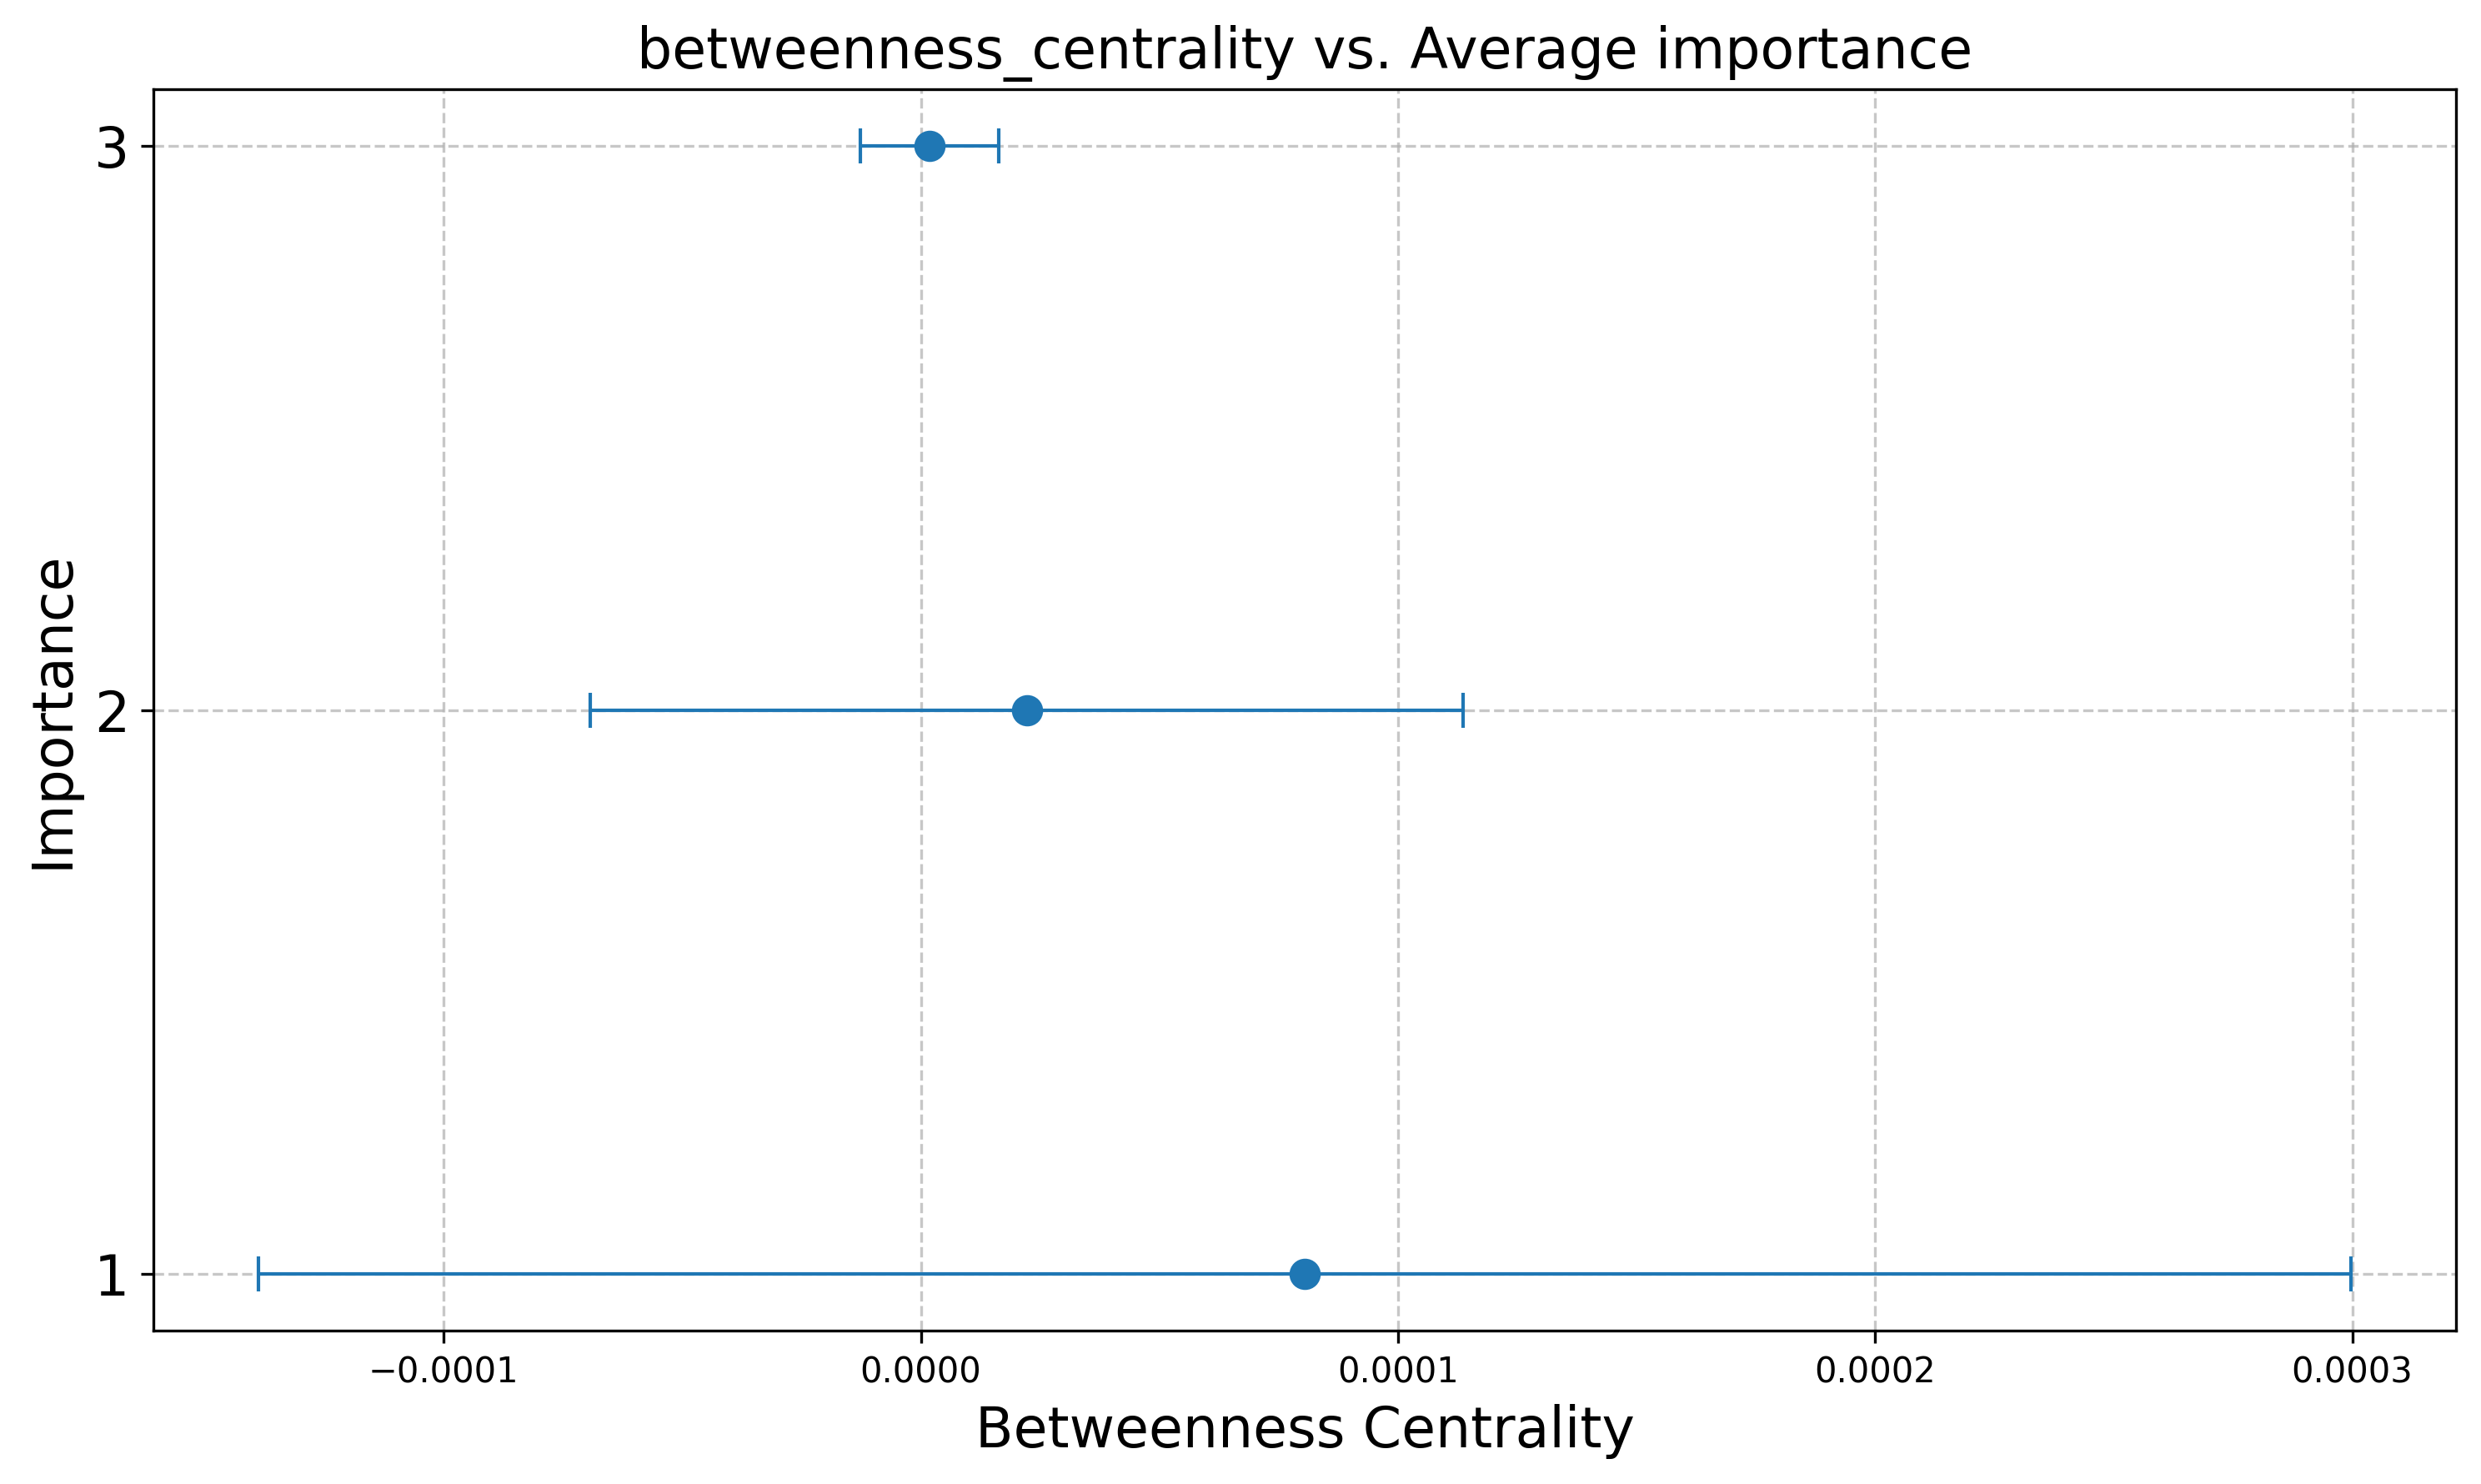 betweenness_centrality vs. Average importance
3
2
1
Importance
−0.0001 0.0000 0.0001 0.0002 0.0003
Betweenness Centrality